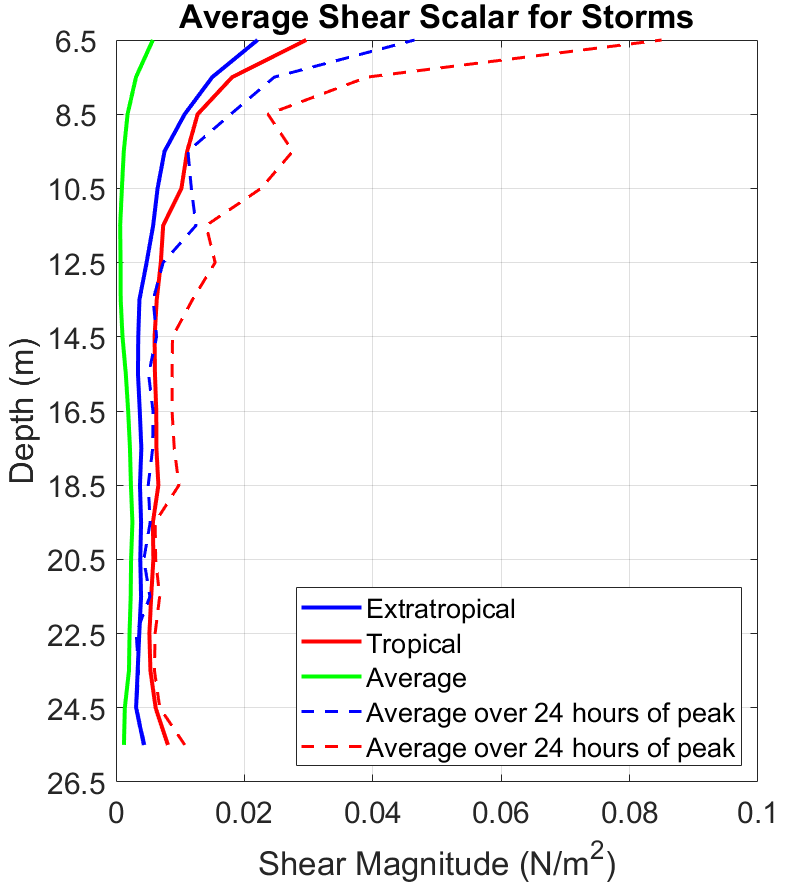 Average Shear Scalar for Storms
6.5
8.5
10.5
12.5
14.5
16.5
18.5
20.5
22.5
24.5
26.5
Depth (m)
Extratropical
Tropical
Average
Average over 24 hours of peak
Average over 24 hours of peak
0 0.02 0.04 0.06 0.08 0.1
Shear Magnitude (N/m²)